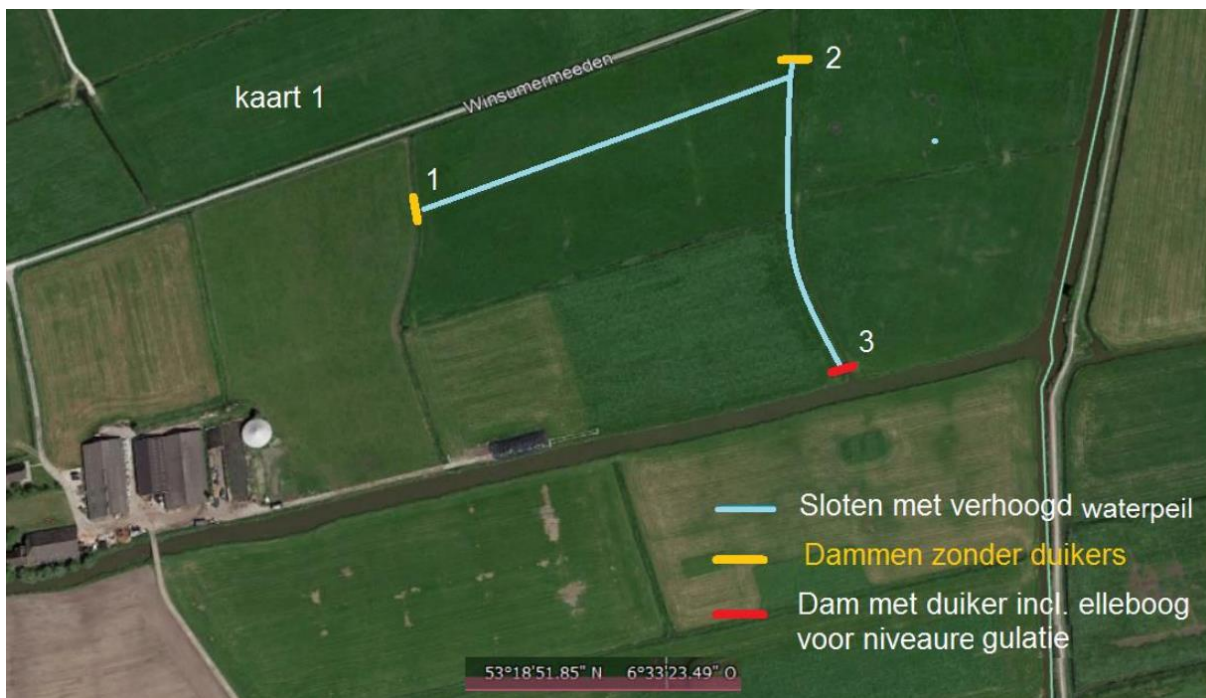 kaart 1
Winsumermeeden
2
1
3
Sloten met verhoogd waterpeil
Dammen zonder duikers
Dam met duiker incl. elleboog
voor niveaure gulatie
53°18'51.85" N 6°33'23.49" O